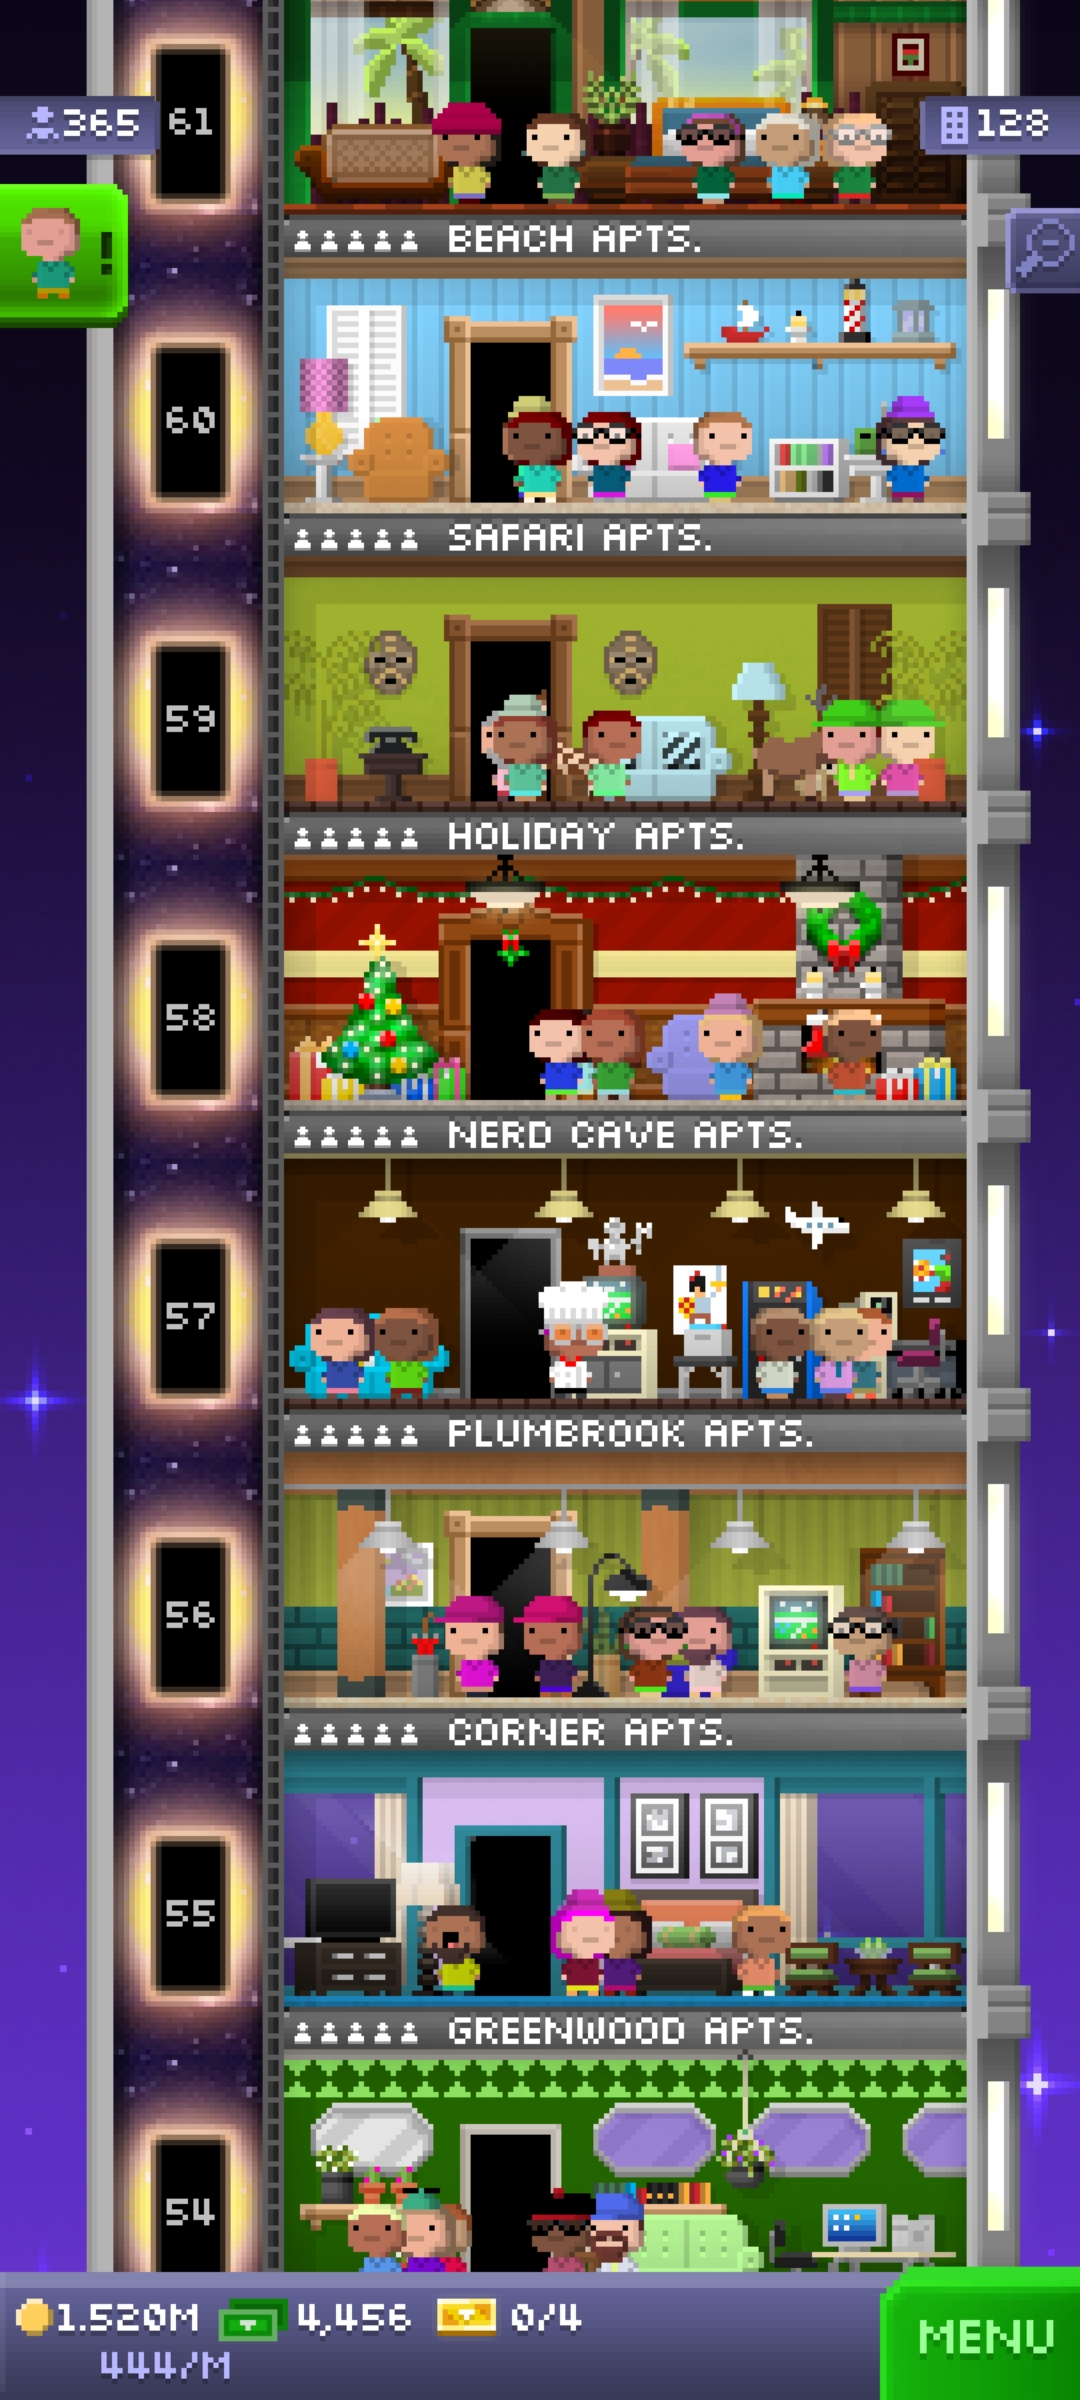 61
365
128
!
BEACH APTS.
60
SAFARI APTS.
59
HOLIDAY APTS.
58
NERD CAVE APTS.
57
PLUMBROOK APTS.
56
CORNER APTS.
55
GREENWOOD APTS.
54
1.520M 4,456 0/4
444/M
MENU